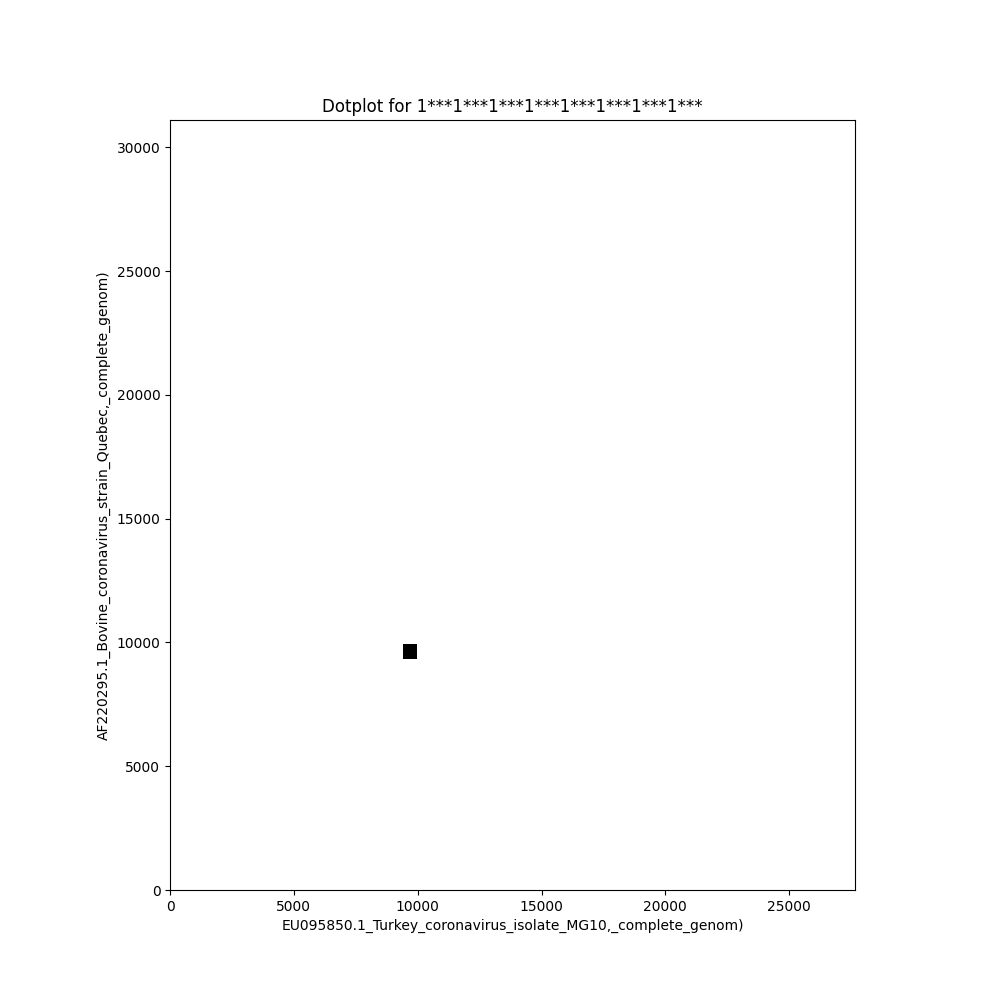 Dotplot for 1***1***1***1***1***1***1***1***
30000
25000
20000
15000
10000
5000
0
AF220295.1_Bovine_coronavirus_strain_Quebec,_complete_genom)
0 5000 10000 15000 20000 25000
EU095850.1_Turkey_coronavirus_isolate_MG10,_complete_genom)